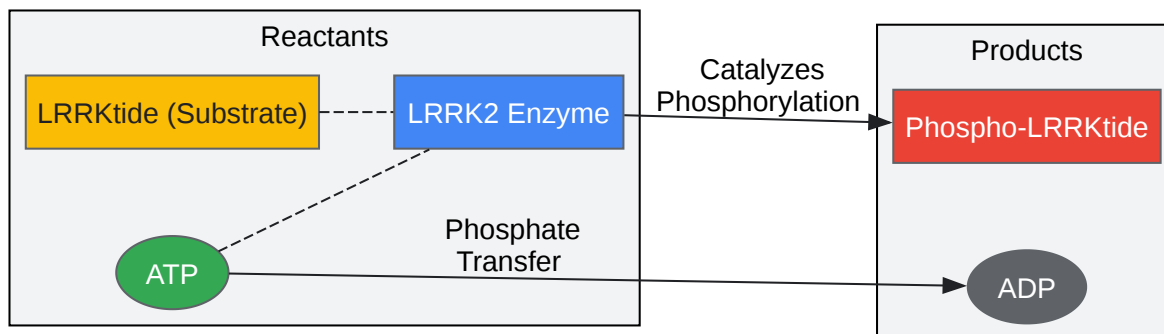 Reactants
Products
LRRKtide (Substrate)
LRRK2 Enzyme
Catalyzes
Phosphorylation
Phospho-LRRKtide
Phosphate
Transfer
ATP
ADP